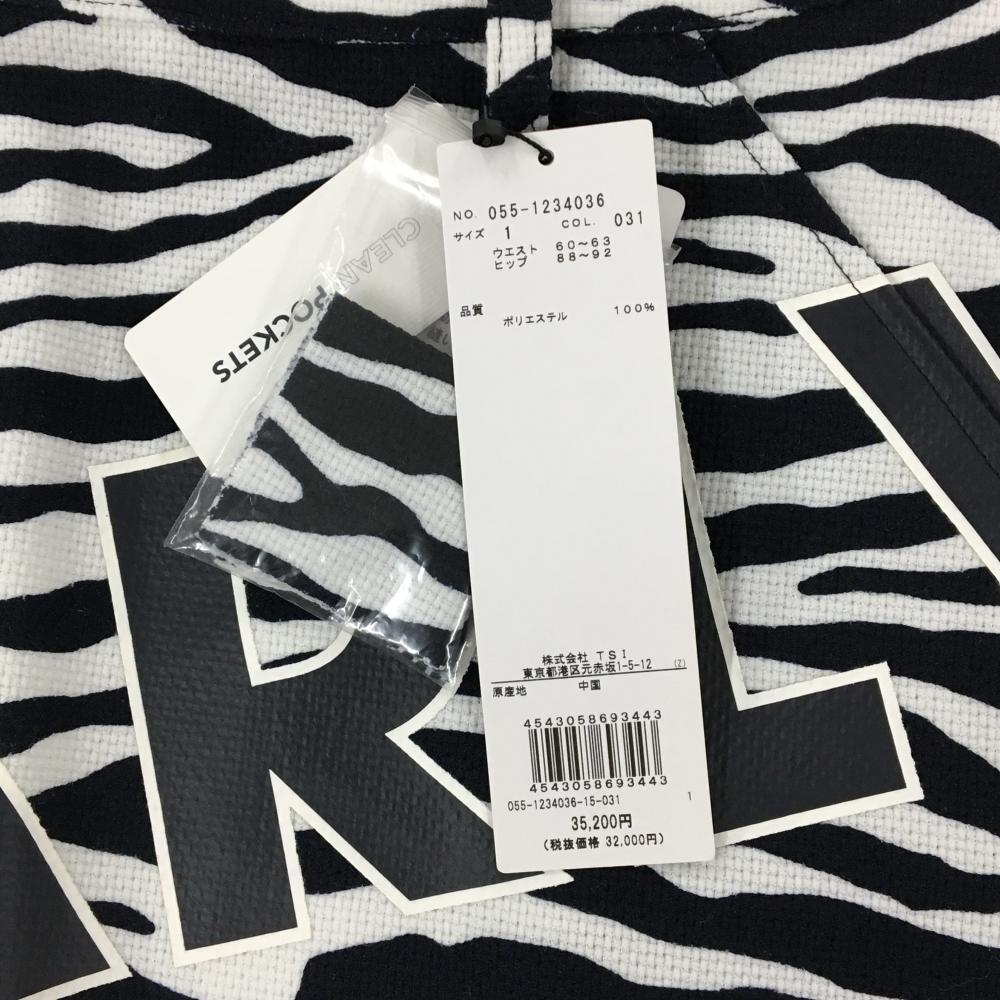 NO. 055-1234036
サイズ 1 COL. 031
ウエスト 60～63
ヒップ 88～92
品質 ポリエステル 100%
株式会社 TSI
東京都港区元赤坂1-5-12 (Z)
原産地 中国
4543058693443
4543058693443
055-1234036-15-031 1
35,200円
(税抜価格 32,000円)
CLEAN POCKETS
RL